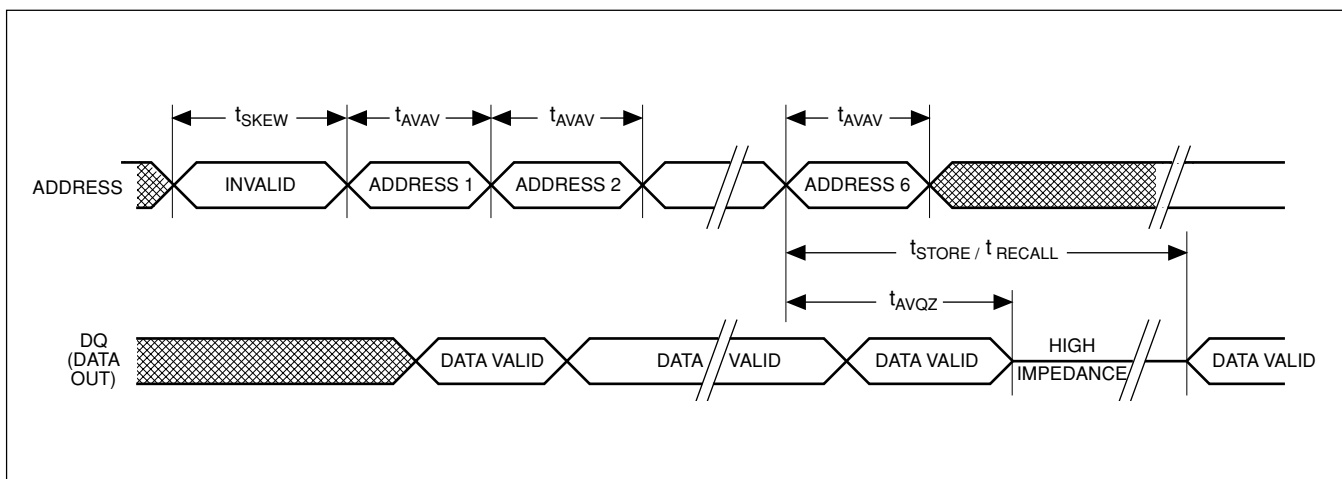 tSKEW tAVAV tAVAV tAVAV
ADDRESS INVALID ADDRESS 1 ADDRESS 2 ADDRESS 6
tSTORE / tRECALL
tAVQZ
DQ
(DATA
OUT)
DATA VALID DATA VALID DATA VALID HIGH
IMPEDANCE
DATA VALID